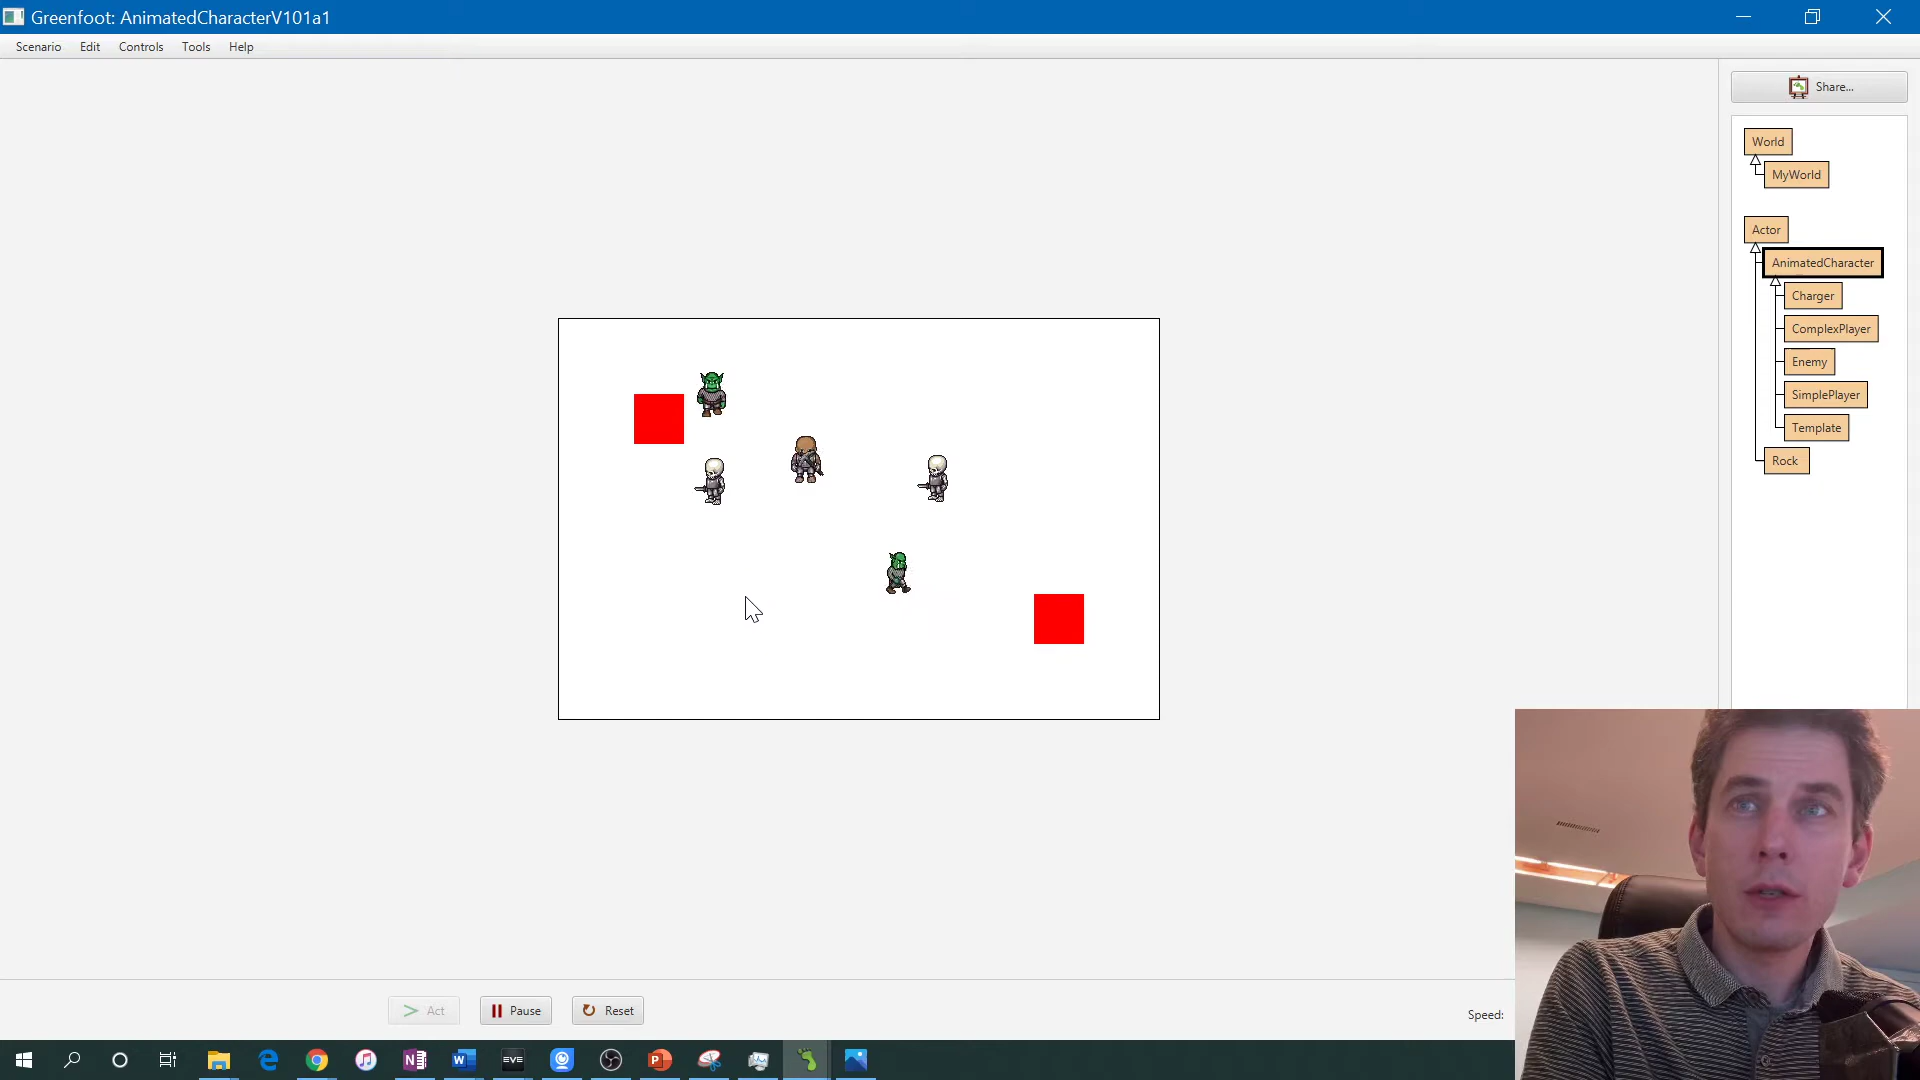 Greenfoot: AnimatedCharacterV101a1
Scenario Edit Controls Tools Help
Share...
World
MyWorld
Actor
AnimatedCharacter
Charger
ComplexPlayer
Enemy
SimplePlayer
Template
Rock
Act Pause Reset
Speed:
EVE